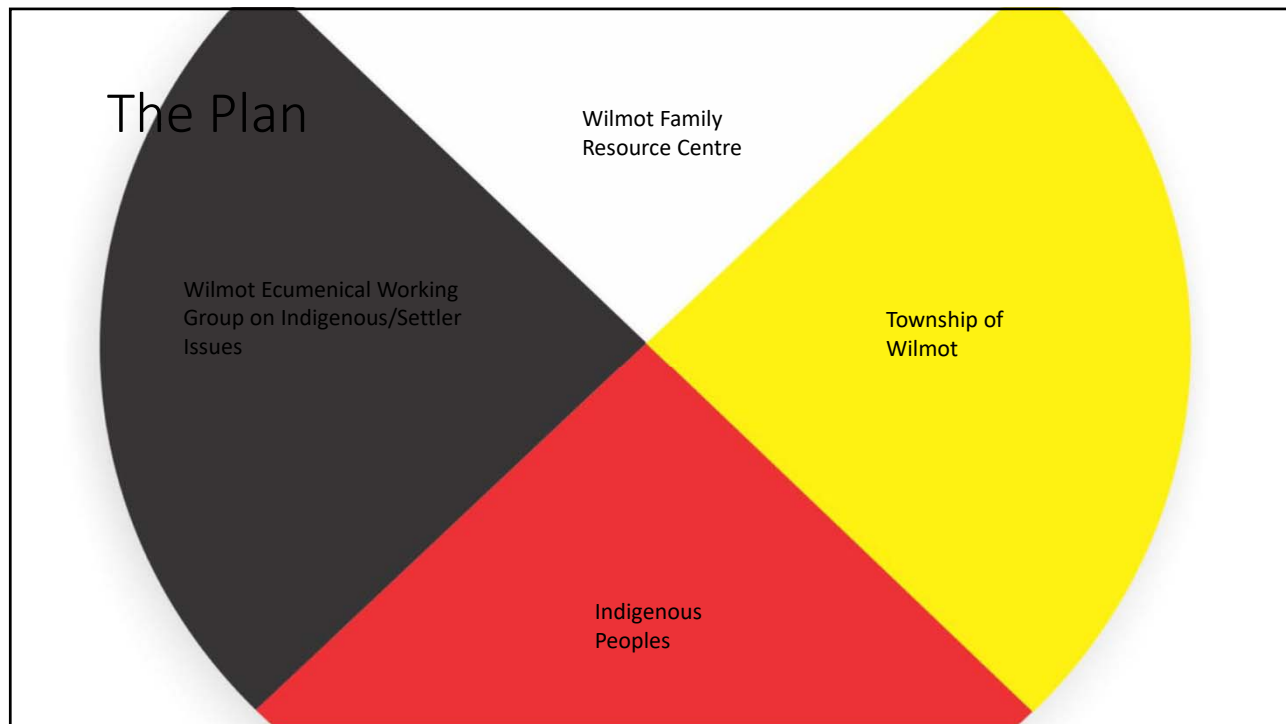 The Plan
Wilmot Family
Resource Centre
Wilmot Ecumenical Working
Group on Indigenous/Settler
Issues
Township of
Wilmot
Indigenous
Peoples